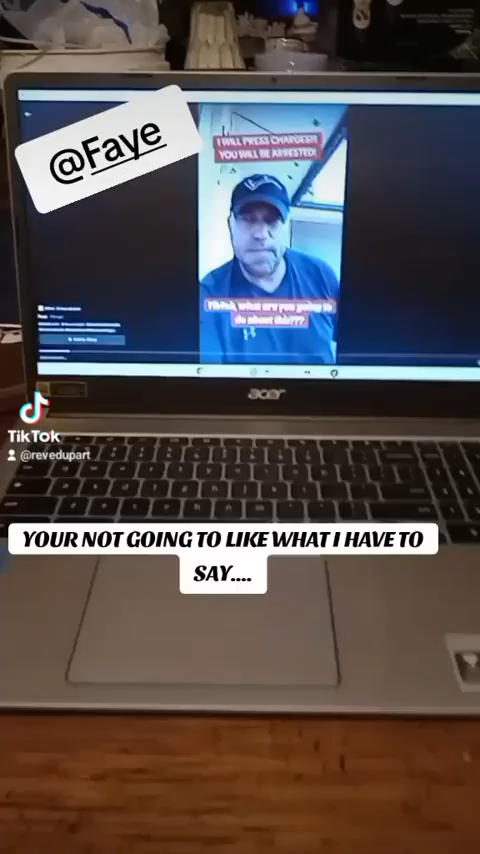 @Faye
I WILL PRESS CHARGES!!!
YOU WILL BE ARRESTED!
TikTok, what are you going to
do about this???
acer
TikTok
@revedupart
YOUR NOT GOING TO LIKE WHAT I HAVE TO
SAY....